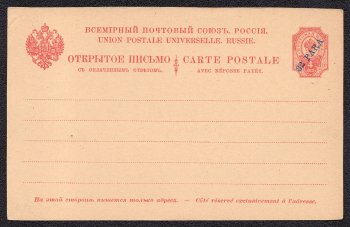 ВСЕМІРНЫЙ ПОЧТОВЫЙ СОЮЗЪ. РОССІЯ.
UNION POSTALE UNIVERSELLE. RUSSIE.
ОТКРЫТОЕ ПИСЬМО CARTE POSTALE
СЪ ОПЛАЧЕННЫМЪ ОТВѢТОМЪ. AVEC RÉPONSE PAYÉE.
PARA
На этой сторонѣ пишется только адресъ. — Côté réservé exclusivement à l'adresse.